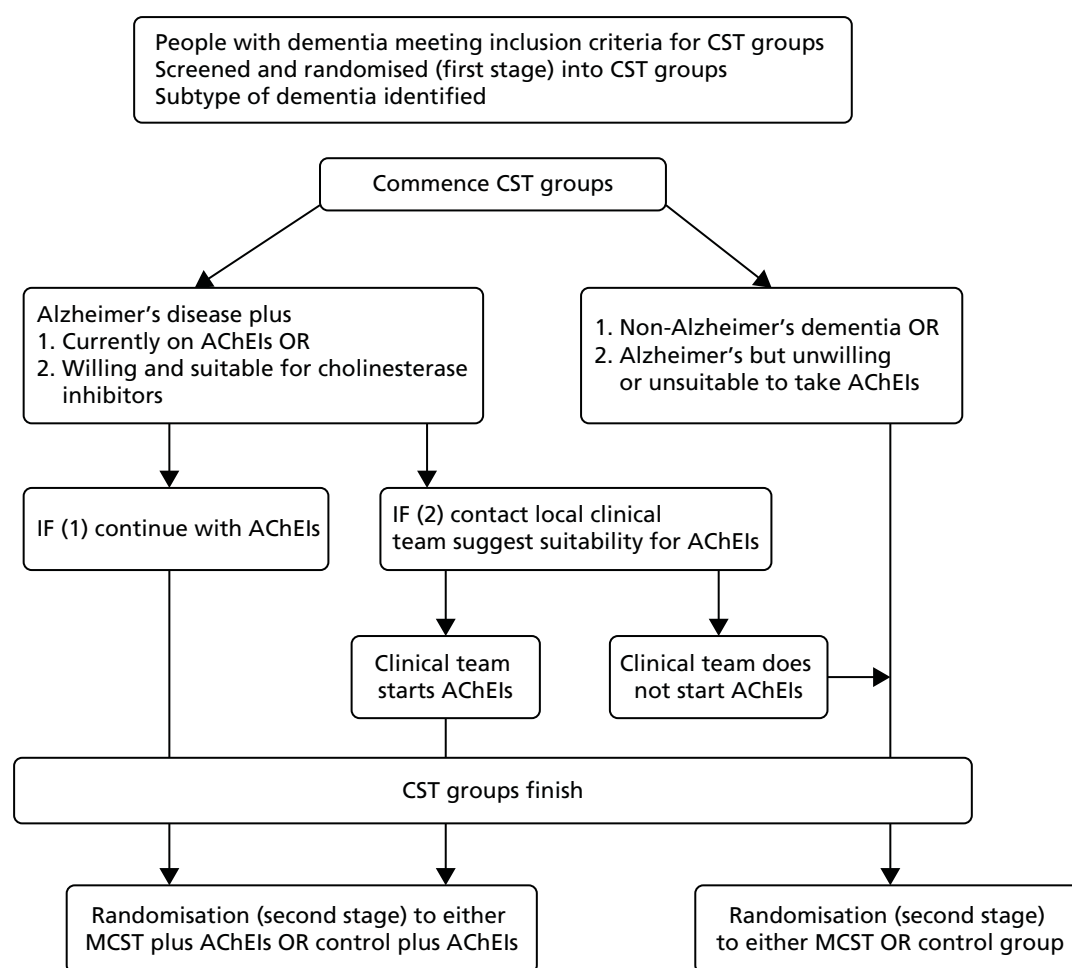 People with dementia meeting inclusion criteria for CST groups
Screened and randomised (first stage) into CST groups
Subtype of dementia identified
Commence CST groups
Alzheimer’s disease plus
1. Currently on AChEIs OR
2. Willing and suitable for cholinesterase
inhibitors
1. Non-Alzheimer’s dementia OR
2. Alzheimer’s but unwilling
or unsuitable to take AChEIs
IF (1) continue with AChEIs
IF (2) contact local clinical
team suggest suitability for AChEIs
Clinical team
starts AChEIs
Clinical team does
not start AChEIs
CST groups finish
Randomisation (second stage) to either
MCST plus AChEIs OR control plus AChEIs
Randomisation (second stage)
to either MCST OR control group